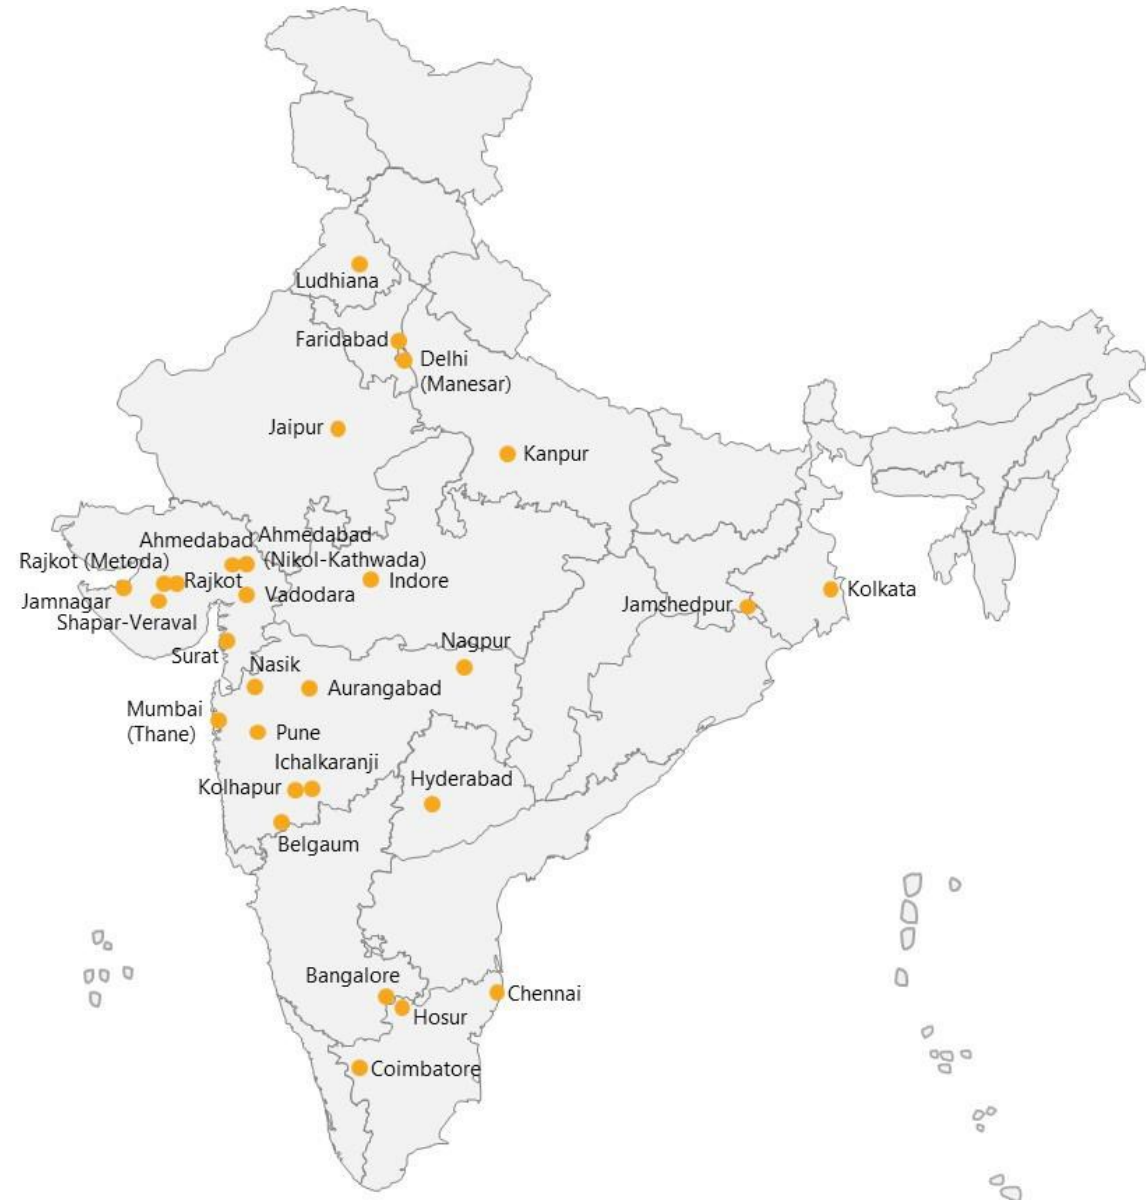 Ludhiana
Faridabad
Delhi
(Manesar)
Jaipur
Kanpur
Ahmedabad
Ahmedabad
(Nikol-Kathwada)
Rajkot (Metoda)
Rajkot
Indore
Jamnagar
Vadodara
Kolkata
Jamshedpur
Shapar-Veraval
Nagpur
Surat
Nasik
Aurangabad
Mumbai
(Thane)
Pune
Ichalkaranji
Kolhapur
Hyderabad
Belgaum
Bangalore
Chennai
Hosur
Coimbatore